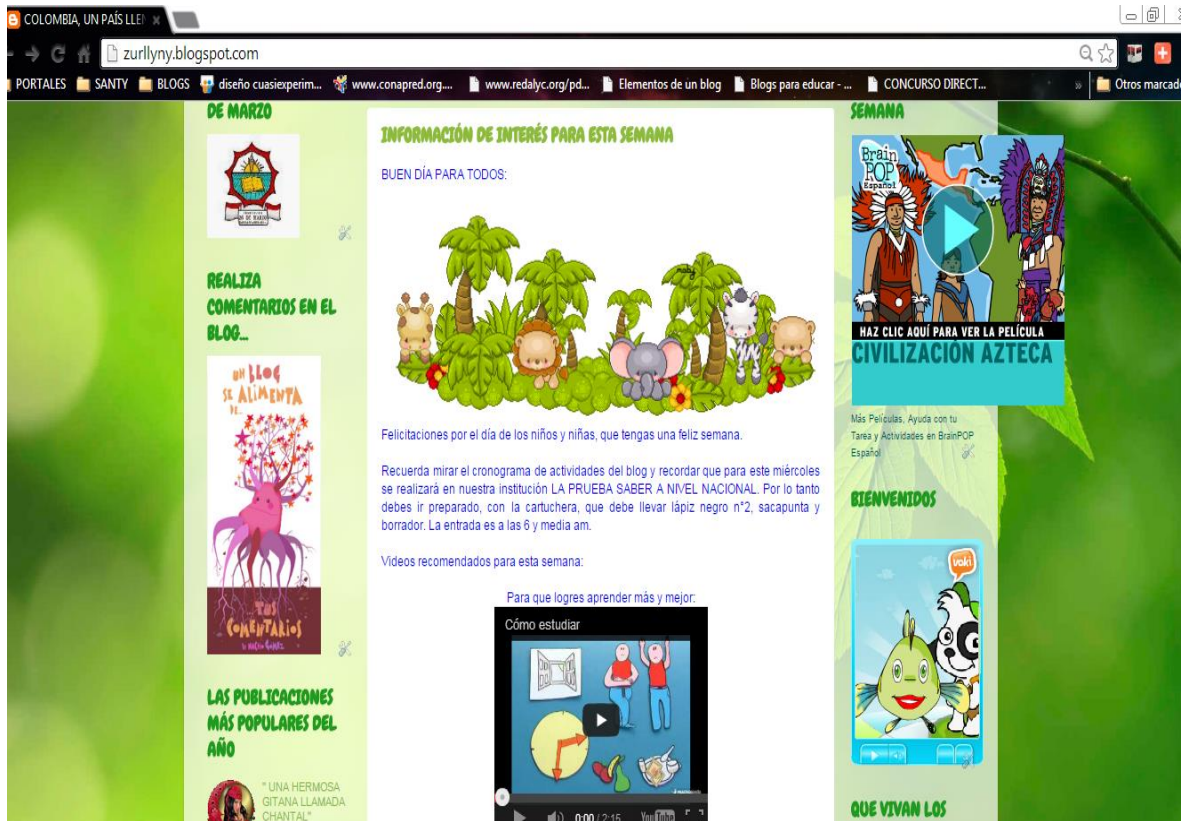 COLOMBIA, UN PAÍS LLEN
zurllyny.blogspot.com
PORTALES SANTY BLOGS diseño cuasiexperim... www.conapred.org.... www.redalyc.org/pd... Elementos de un blog Blogs para educar - ... CONCURSO DIRECT... » Otros marcad
DE MARZO
REALIZA
COMENTARIOS EN EL
BLOG...
UN BLOG
SE ALIMENTA
DE...
TUS
COMENTARIOS
LAS PUBLICACIONES
MÁS POPULARES DEL
AÑO
" UNA HERMOSA
GITANA LLAMADA
CHANTAL"
INFORMACIÓN DE INTERÉS PARA ESTA SEMANA
BUEN DÍA PARA TODOS:
Felicitaciones por el día de los niños y niñas, que tengas una feliz semana.
Recuerda mirar el cronograma de actividades del blog y recordar que para este miércoles
se realizará en nuestra institución LA PRUEBA SABER A NIVEL NACIONAL. Por lo tanto
debes ir preparado, con la cartuchera, que debe llevar lápiz negro n°2, sacapunta y
borrador. La entrada es a las 6 y media am.
Videos recomendados para esta semana:
Para que logres aprender más y mejor:
Cómo estudiar
0:00 / 2:15 YouTube
SEMANA
Brain
POP
Español
HAZ CLIC AQUÍ PARA VER LA PELÍCULA
CIVILIZACIÓN AZTECA
Más Películas, Ayuda con tu
Tarea y Actividades en BrainPOP
Español
BIENVENIDOS
voki
QUE VIVAN LOS